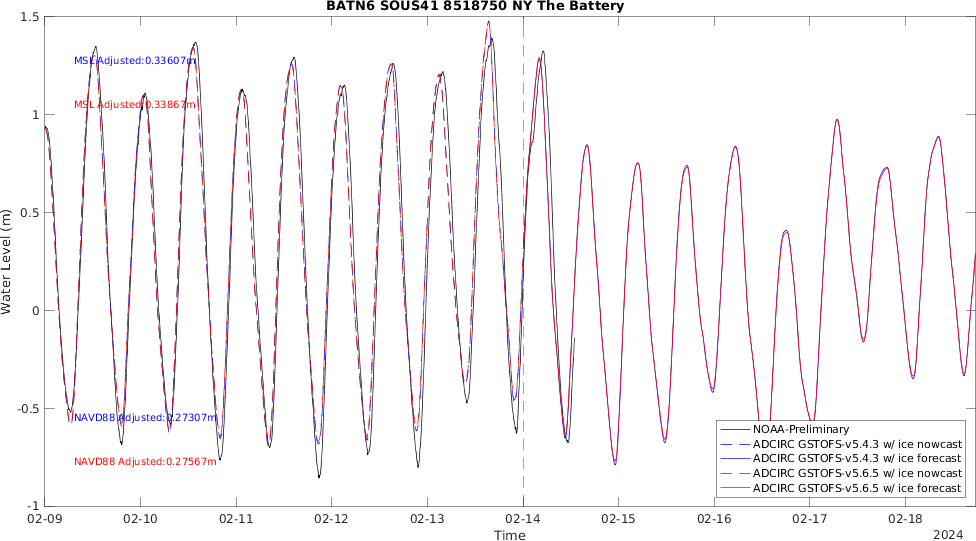 BATN6 SOUS41 8518750 NY The Battery
1.5
1
0.5
0
-0.5
-1
Water Level (m)
MSL Adjusted:0.33607m
MSL Adjusted:0.33867m
NAVD88 Adjusted:0.27307m
NAVD88 Adjusted:0.27567m
NOAA-Preliminary
ADCIRC GSTOFS-v5.4.3 w/ ice nowcast
ADCIRC GSTOFS-v5.4.3 w/ ice forecast
ADCIRC GSTOFS-v5.6.5 w/ ice nowcast
ADCIRC GSTOFS-v5.6.5 w/ ice forecast
02-09 02-10 02-11 02-12 02-13 02-14 02-15 02-16 02-17 02-18
Time
2024